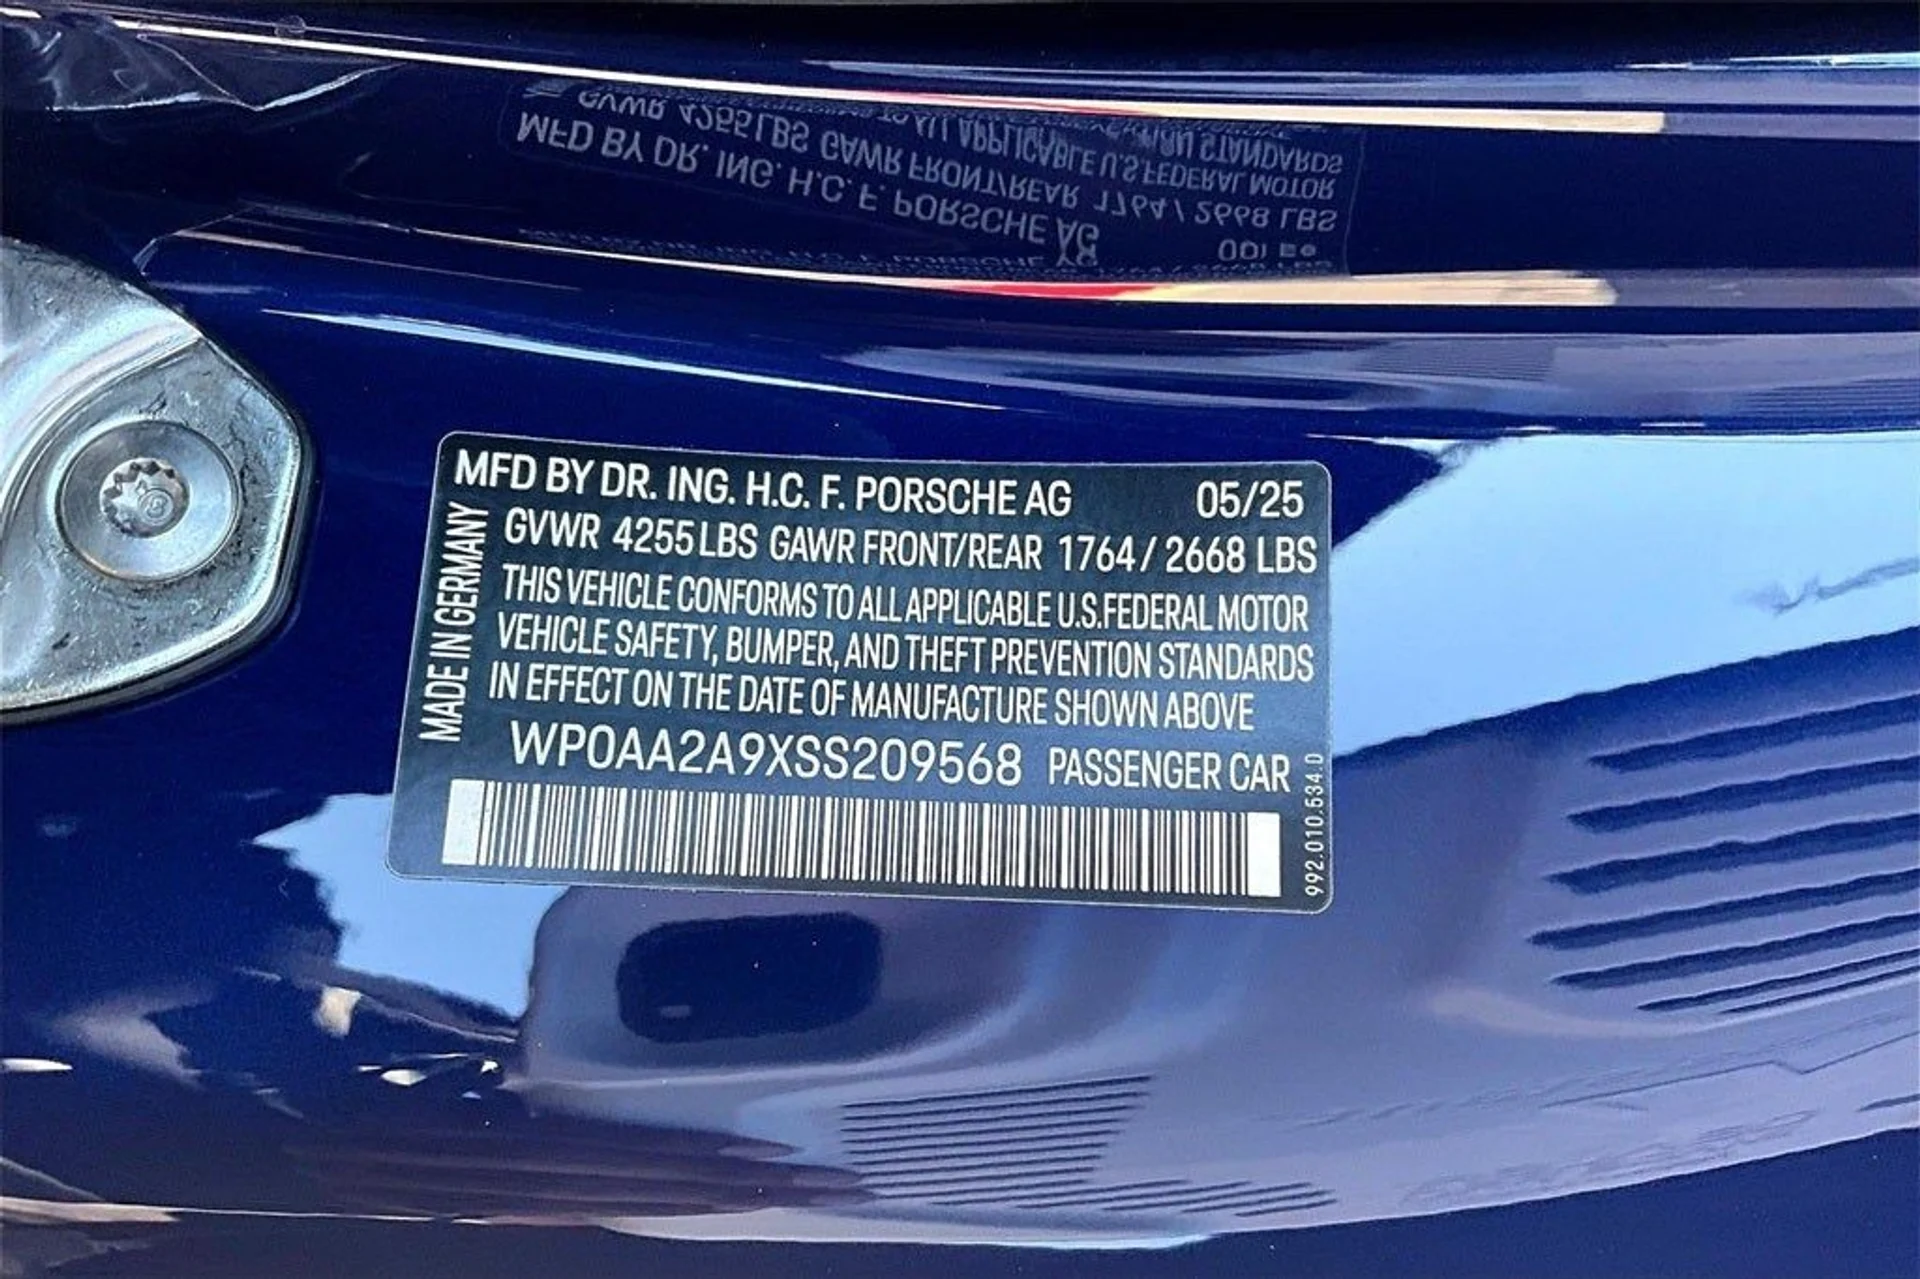 MFD BY DR. ING. H.C. F. PORSCHE AG 05/25
GVWR 4255 LBS GAWR FRONT/REAR 1764 / 2668 LBS
THIS VEHICLE CONFORMS TO ALL APPLICABLE U.S. FEDERAL MOTOR
VEHICLE SAFETY, BUMPER, AND THEFT PREVENTION STANDARDS
IN EFFECT ON THE DATE OF MANUFACTURE SHOWN ABOVE
WP0AA2A9XSS209568 PASSENGER CAR
MADE IN GERMANY
992.010.534.0